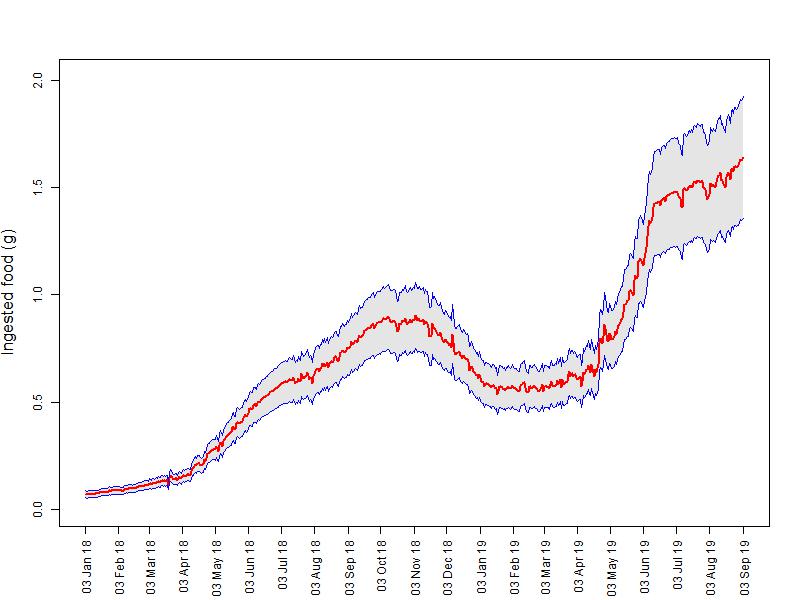 Ingested food (g)
2.0
1.5
1.0
0.5
0.0
03 Jan 18
03 Feb 18
03 Mar 18
03 Apr 18
03 May 18
03 Jun 18
03 Jul 18
03 Aug 18
03 Sep 18
03 Oct 18
03 Nov 18
03 Dec 18
03 Jan 19
03 Feb 19
03 Mar 19
03 Apr 19
03 May 19
03 Jun 19
03 Jul 19
03 Aug 19
03 Sep 19